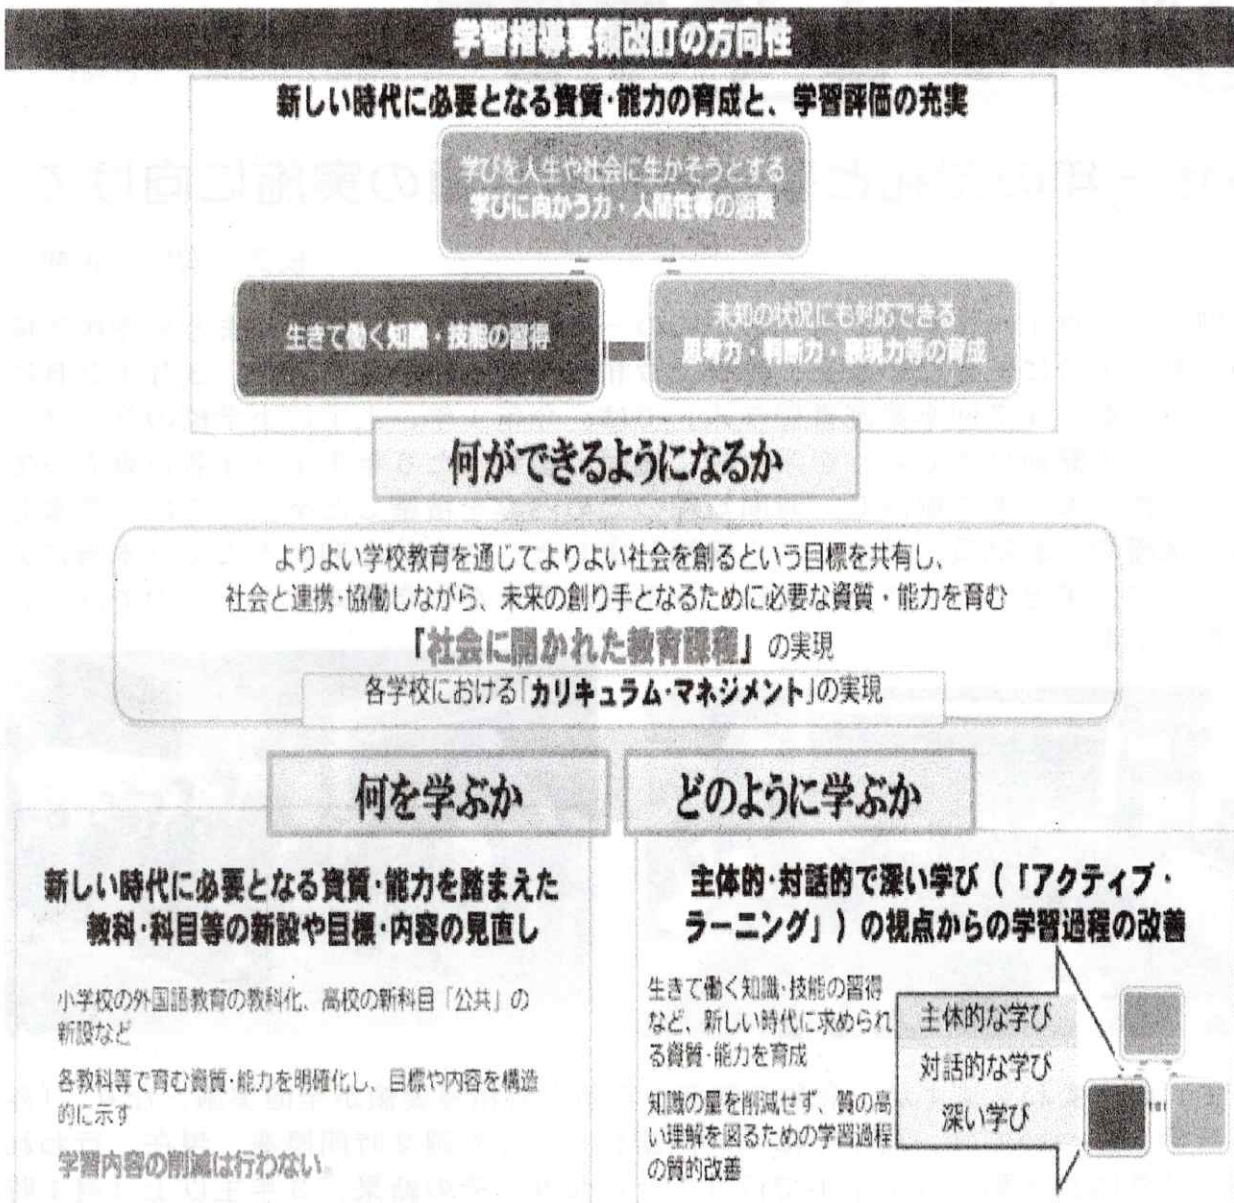 学習指導要領改訂の方向性
新しい時代に必要となる資質・能力の育成と、学習評価の充実
学びを人生や社会に生かそうとする
学びに向かう力・人間性等の涵養
生きて働く知識・技能の習得
未知の状況にも対応できる
思考力・判断力・表現力等の育成
何ができるようになるか
よりよい学校教育を通じてよりよい社会を創るという目標を共有し、
社会と連携・協働しながら、未来の創り手となるために必要な資質・能力を育む
「社会に開かれた教育課程」の実現
各学校における「カリキュラム・マネジメント」の実現
何を学ぶか
どのように学ぶか
新しい時代に必要となる資質・能力を踏まえた
教科・科目等の新設や目標・内容の見直し
小学校の外国語教育の教科化、高校の新科目「公共」の
新設など
各教科等で育む資質・能力を明確化し、目標や内容を構造
的に示す
学習内容の削減は行わない
主体的・対話的で深い学び(「アクティブ・
ラーニング」)の視点からの学習過程の改善
生きて働く知識・技能の習得
など、新しい時代に求められ
る資質・能力を育成
知識の量を削減せず、質の高
い理解を図るための学習過程
の質的改善
主体的な学び
対話的な学び
深い学び